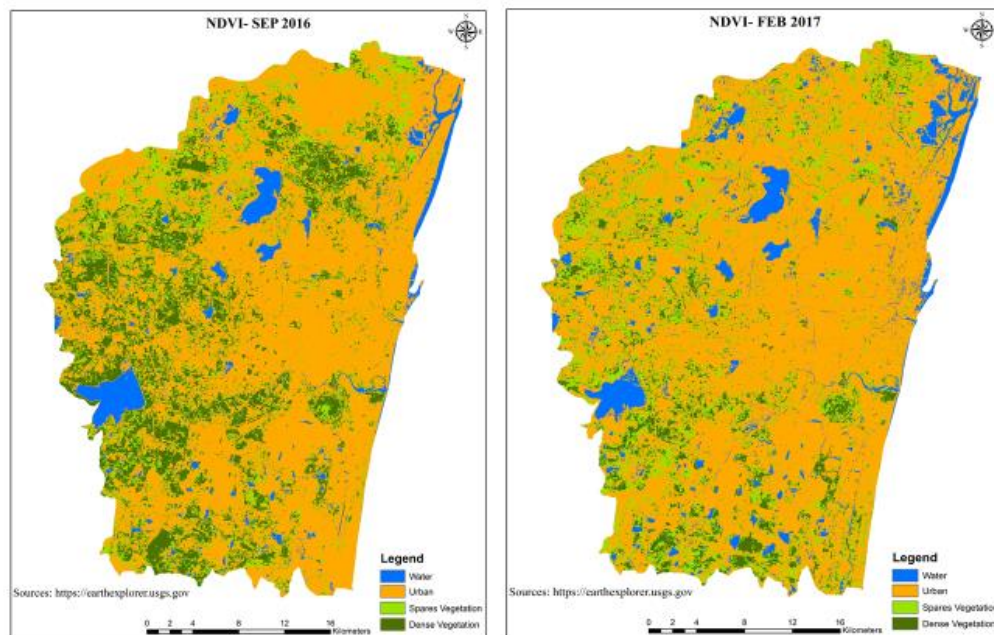 NDVI- SEP 2016
N
W
E
S
Legend
Water
Urban
Spares Vegetation
Dense Vegetation
Sources: https://earthexplorer.usgs.gov
0 2 4 8 12 16
Kilometers
NDVI- FEB 2017
N
W
E
S
Legend
Water
Urban
Spares Vegetation
Dense Vegetation
Sources: https://earthexplorer.usgs.gov
0 2 4 8 12 16
Kilometers